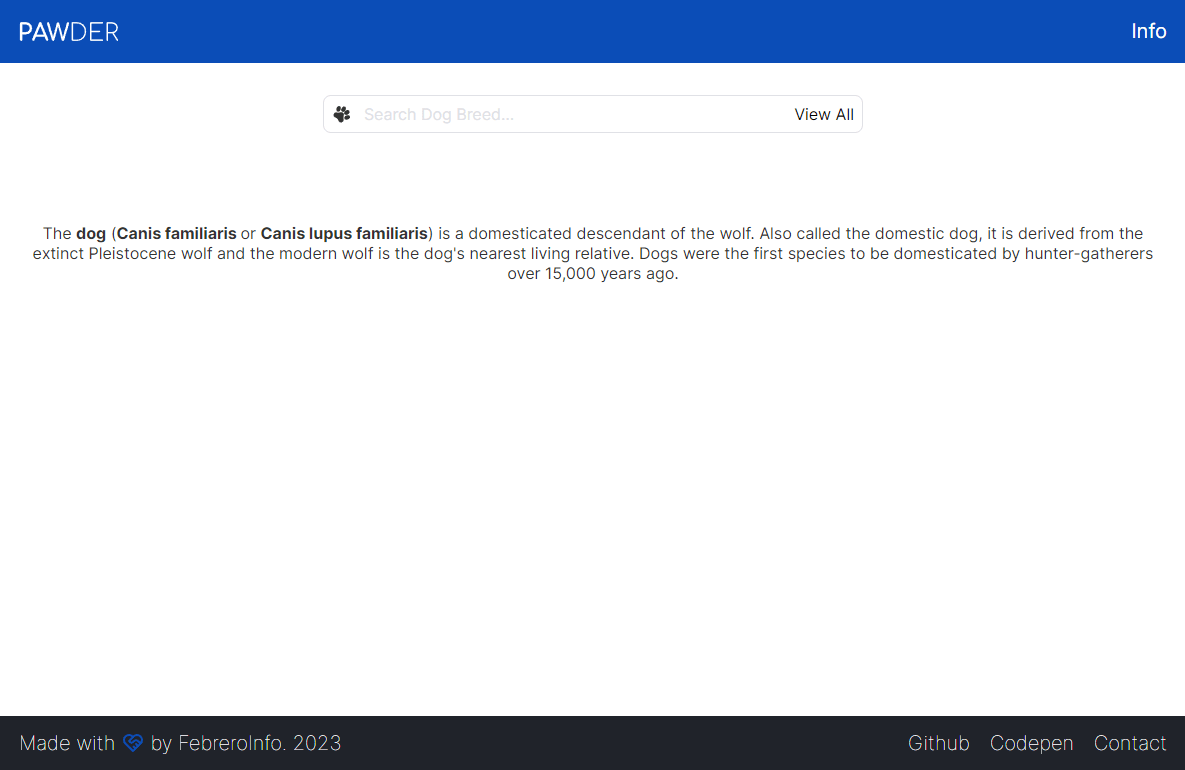 PAWDER
Info
Search Dog Breed...
View All
The dog (Canis familiaris or Canis lupus familiaris) is a domesticated descendant of the wolf. Also called the domestic dog, it is derived from the
extinct Pleistocene wolf and the modern wolf is the dog's nearest living relative. Dogs were the first species to be domesticated by hunter-gatherers
over 15,000 years ago.
Made with by FebreroInfo. 2023
Github
Codepen
Contact